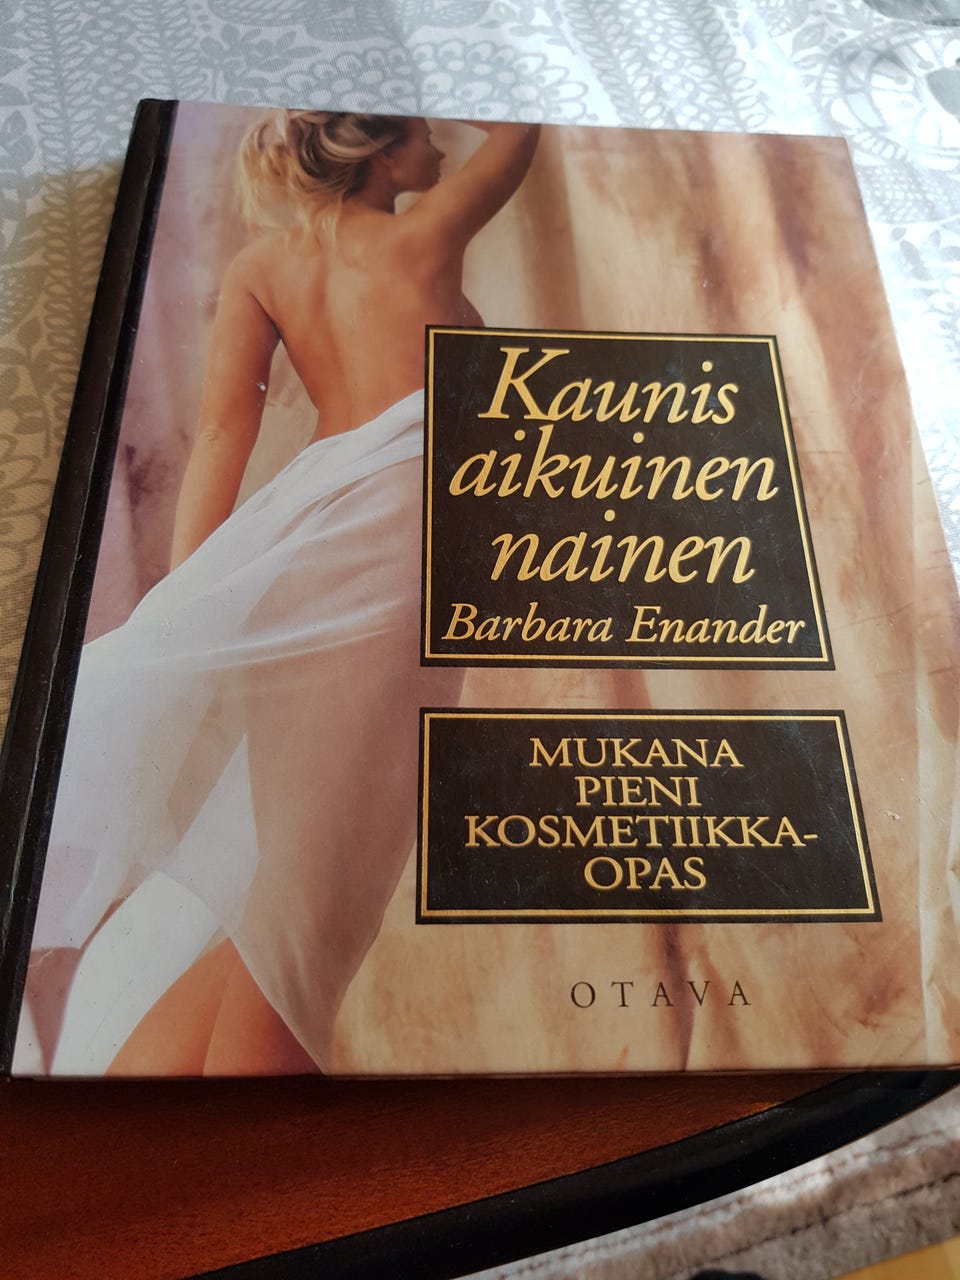 Kaunis
aikuinen
nainen
Barbara Enander
MUKANA
PIENI
KOSMETIIKKA-
OPAS
OTAVA